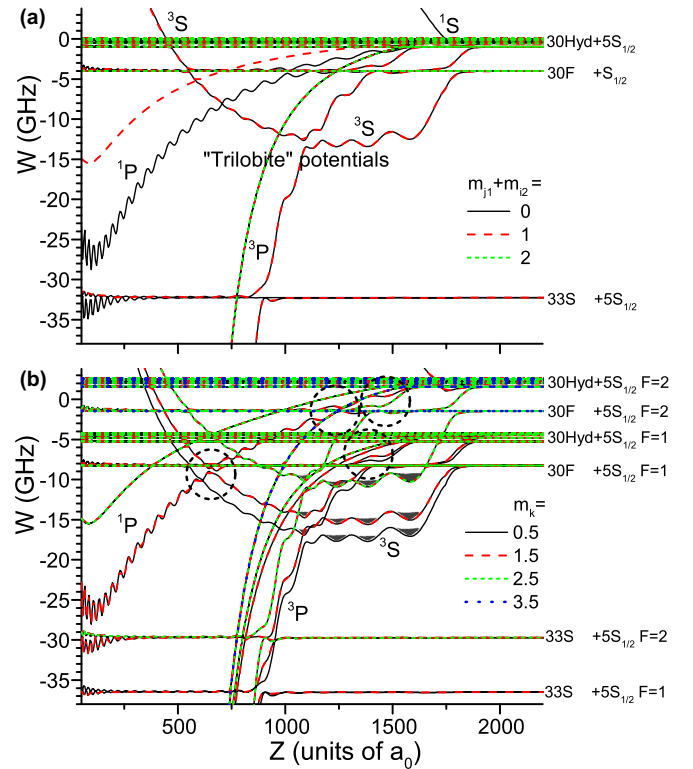 (a)
³S
¹S
30Hyd+5S1/2
0
30F +S1/2
-5
-10
³S
"Trilobite" potentials
W (GHz)
-15
¹P
mj1+mi2=
-20
0
³P
1
-25
2
-30
33S +5S1/2
-35
(b)
30Hyd+5S1/2 F=2
0
30F +5S1/2 F=2
-5
30Hyd+5S1/2 F=1
30F +5S1/2 F=1
-10
W (GHz)
¹P
mk=
-15
³S
0.5
-20
1.5
2.5
³P
-25
3.5
-30
33S +5S1/2 F=2
-35
33S +5S1/2 F=1
500 1000 1500 2000
Z (units of a0)